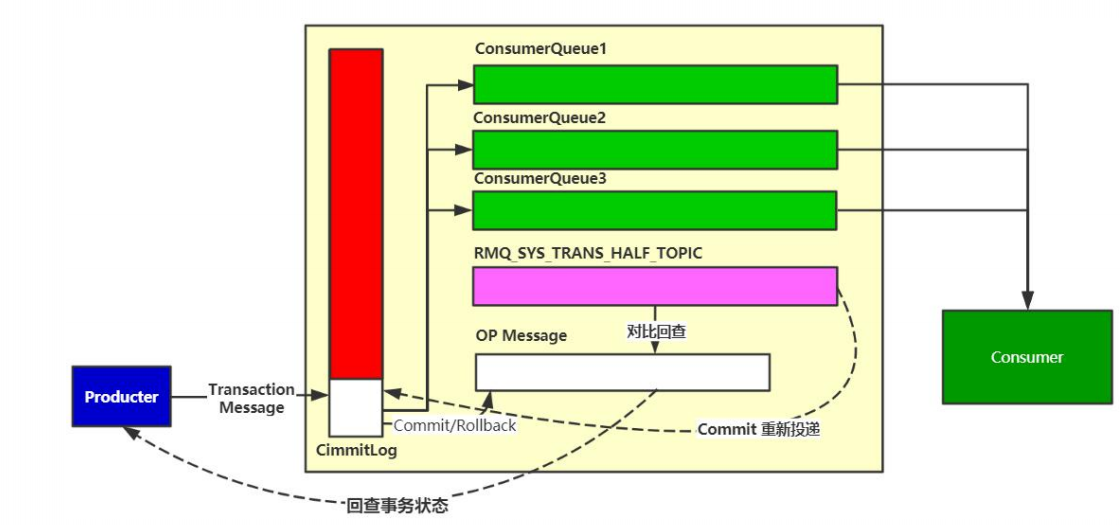 ConsumerQueue1
ConsumerQueue2
ConsumerQueue3
RMQ_SYS_TRANS_HALF_TOPIC
对比回查
OP Message
Consumer
Producter
Transaction
Message
Commit/Rollback
Commit 重新投递
CimmitLog
回查事务状态